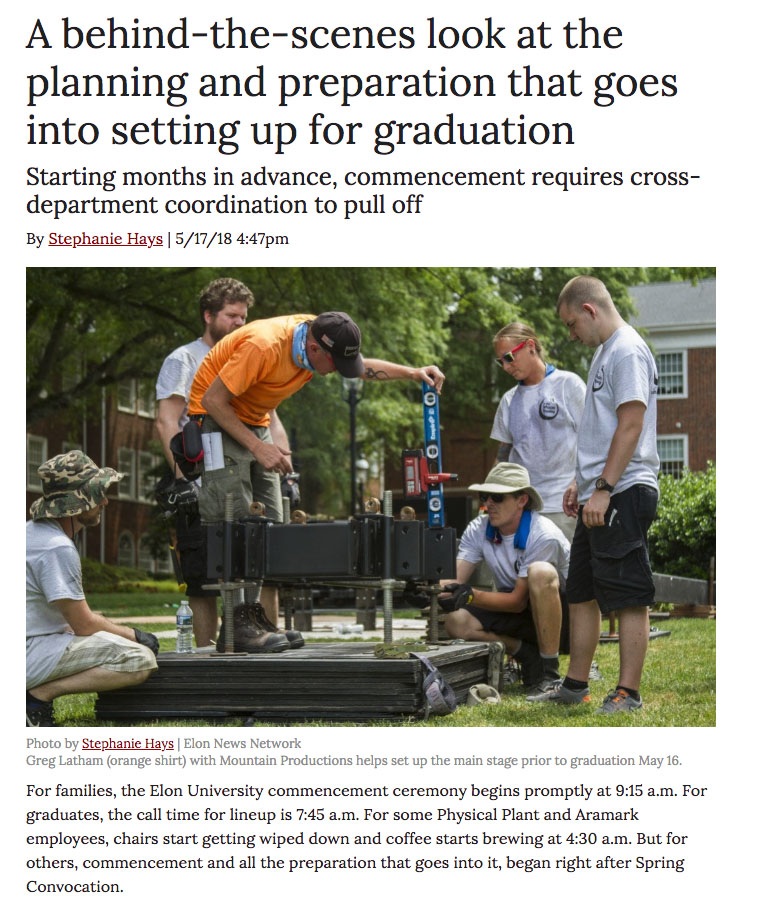 A behind-the-scenes look at the
planning and preparation that goes
into setting up for graduation
Starting months in advance, commencement requires cross-
department coordination to pull off
By Stephanie Hays | 5/17/18 4:47pm
Photo by Stephanie Hays | Elon News Network
Greg Latham (orange shirt) with Mountain Productions helps set up the main stage prior to graduation May 16.
For families, the Elon University commencement ceremony begins promptly at 9:15 a.m. For
graduates, the call time for lineup is 7:45 a.m. For some Physical Plant and Aramark
employees, chairs start getting wiped down and coffee starts brewing at 4:30 a.m. But for
others, commencement and all the preparation that goes into it, began right after Spring
Convocation.